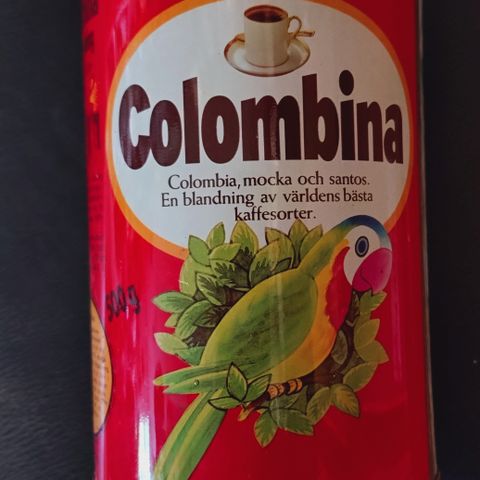 Colombina
Colombia, mocka och santos.
En blandning av världens bästa
kaffesorter.
500 g